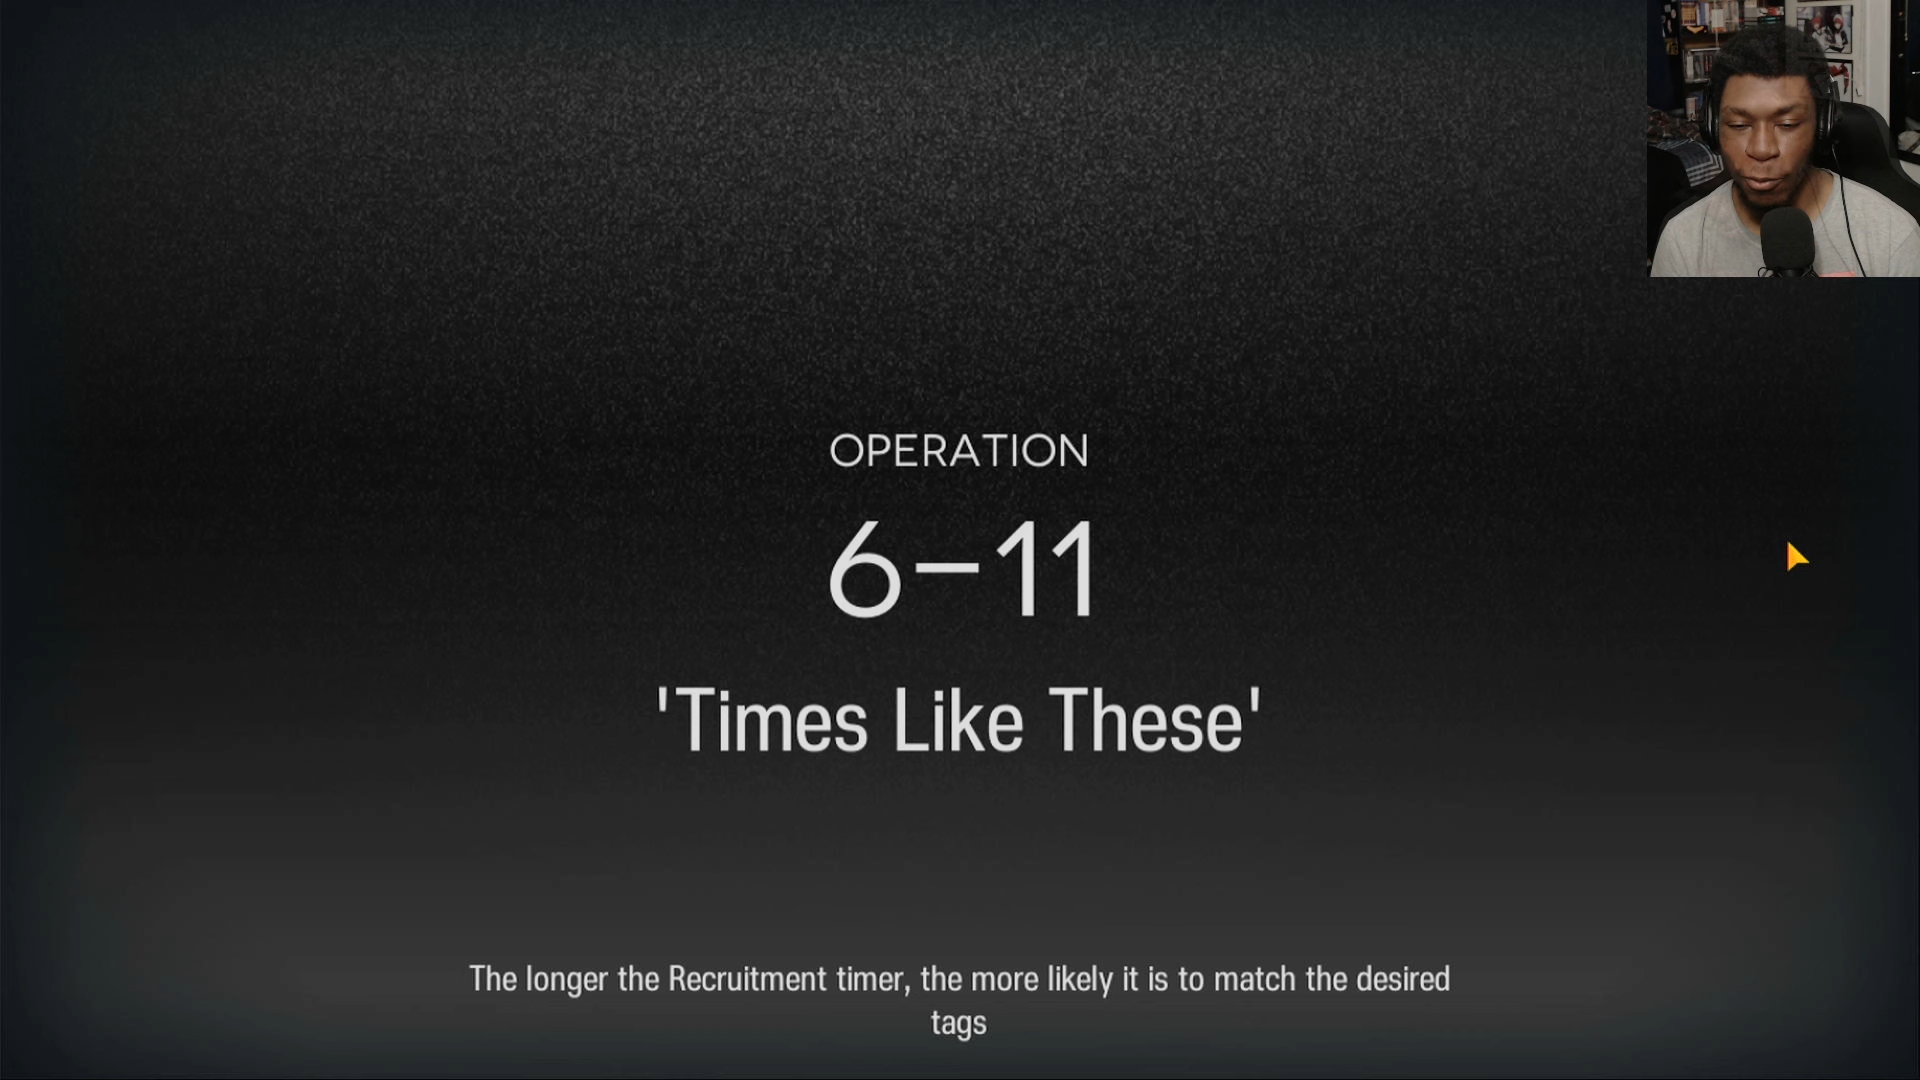 OPERATION
6-11
'Times Like These'
The longer the Recruitment timer, the more likely it is to match the desired
tags